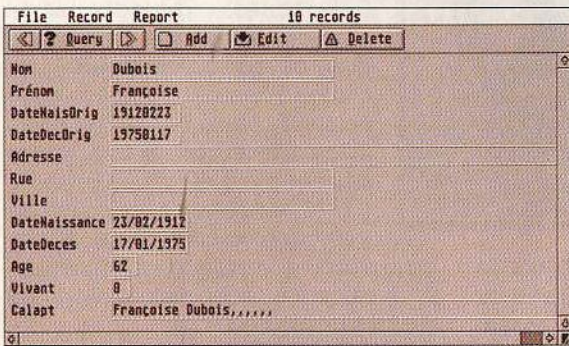 File Record Report 10 records
? Query Add Edit Delete
Nom Dubois
Prénom Françoise
DateNaisOrig 19120223
DateDecOrig 19750117
Adresse
Rue
Ville
DateNaissance 23/02/1912
DateDeces 17/01/1975
Age 62
Vivant 0
Calapt Françoise Dubois,,,,,,